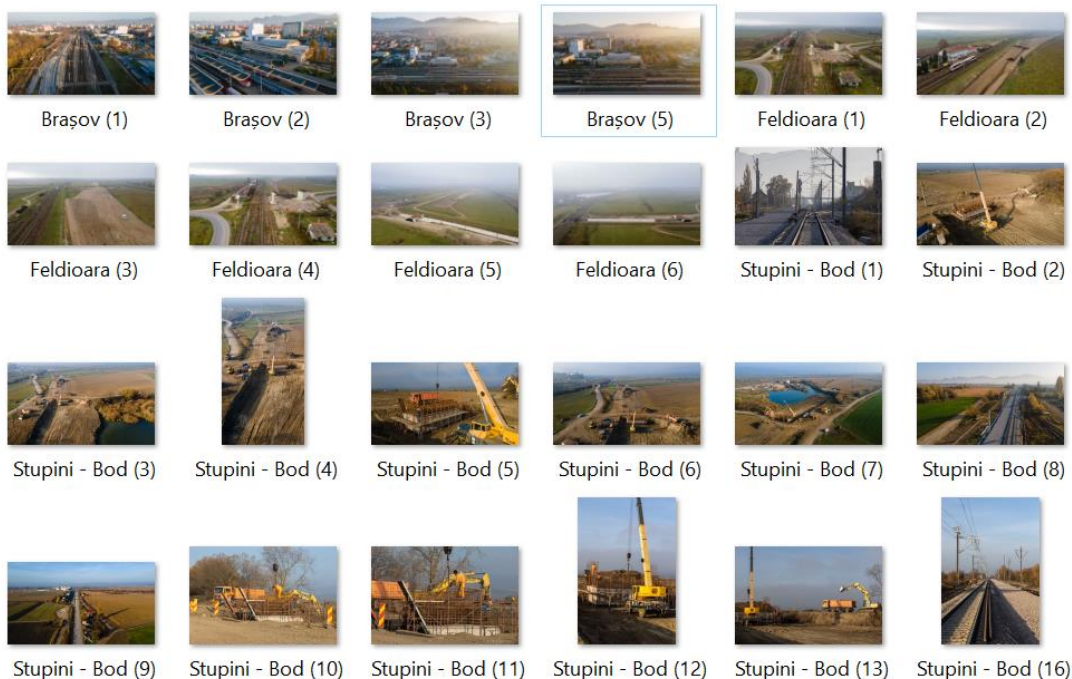 Brașov (1)
Brașov (2)
Brașov (3)
Brașov (5)
Feldioara (1)
Feldioara (2)
Feldioara (3)
Feldioara (4)
Feldioara (5)
Feldioara (6)
Stupini - Bod (1)
Stupini - Bod (2)
Stupini - Bod (3)
Stupini - Bod (4)
Stupini - Bod (5)
Stupini - Bod (6)
Stupini - Bod (7)
Stupini - Bod (8)
Stupini - Bod (9)
Stupini - Bod (10)
Stupini - Bod (11)
Stupini - Bod (12)
Stupini - Bod (13)
Stupini - Bod (16)